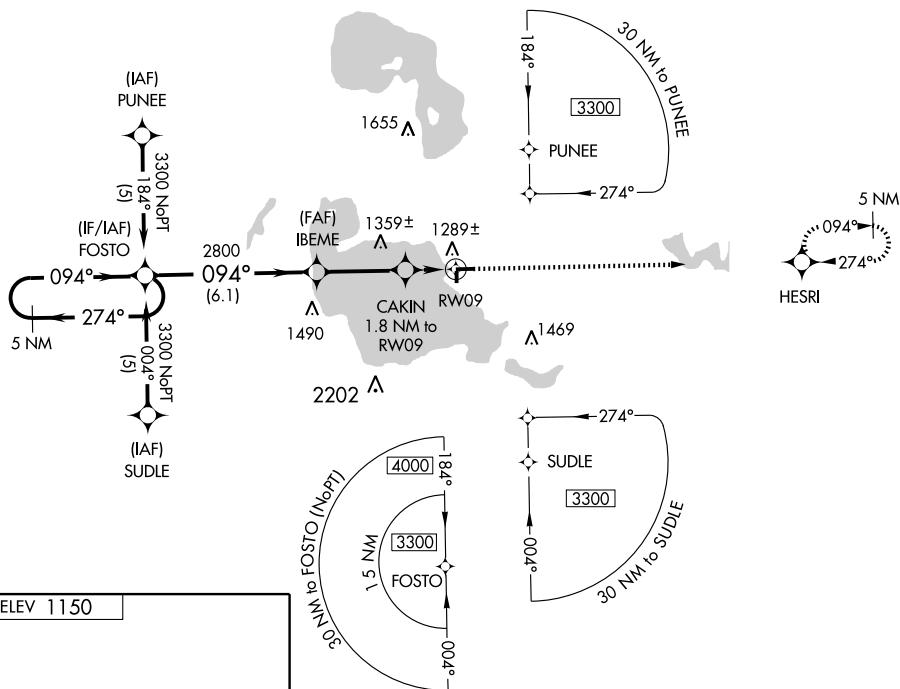 (IAF)
PUNEE
3300 NoPT
184°
(5)
(IF/IAF)
FOSTO
094°
274°
5 NM
3300 NoPT
004°
(5)
(IAF)
SUDLE
2800
094°
(6.1)
(FAF)
IBEME
1655
1359±
1289±
1490
CAKIN
1.8 NM to
RW09
RW09
1469
2202
184°
30 NM to PUNEE
3300
PUNEE
274°
5 NM
094°
274°
HESRI
274°
SUDLE
3300
004°
30 NM to SUDLE
30 NM to FOSTO (NoPT)
4000
184°
15 NM
3300
FOSTO
004°
ELEV 1150